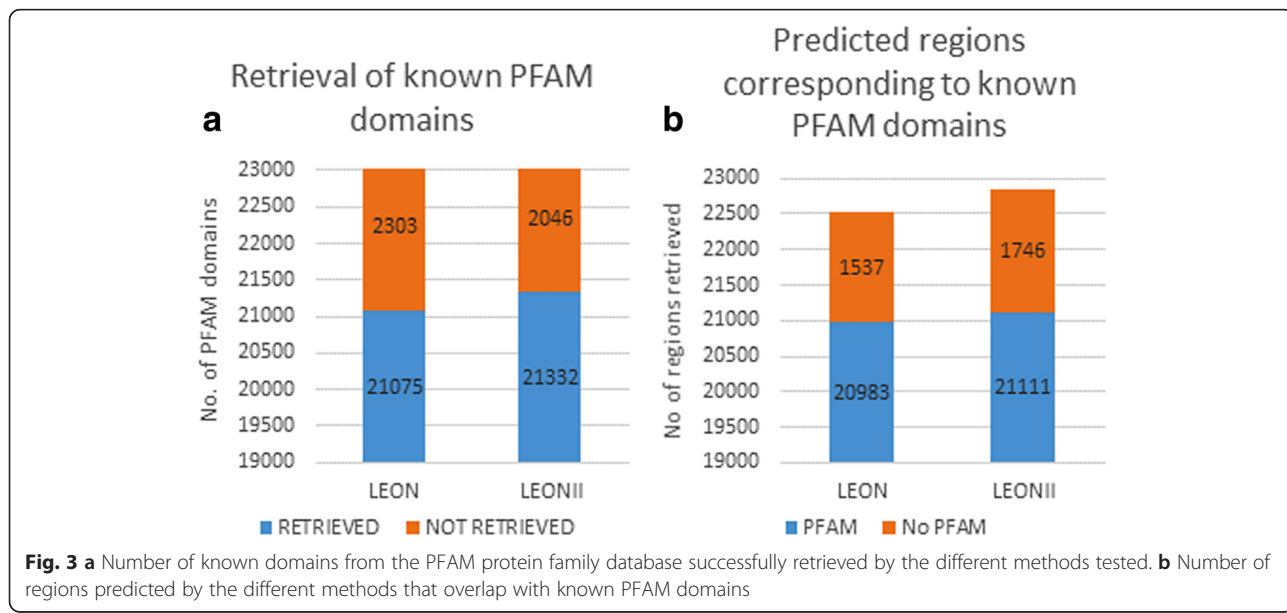 Retrieval of known PFAM
a
domains
No. of PFAM domains
23000
22500
22000
21500
21000
20500
20000
19500
19000
2303
2046
21075
21332
LEON
LEONII
RETRIEVED
NOT RETRIEVED
Predicted regions
corresponding to known
b
PFAM domains
No of regions retrieved
23000
22500
22000
21500
21000
20500
20000
19500
19000
1537
1746
20983
21111
LEON
LEONII
PFAM
No PFAM
Fig. 3 a Number of known domains from the PFAM protein family database successfully retrieved by the different methods tested. b Number of
regions predicted by the different methods that overlap with known PFAM domains